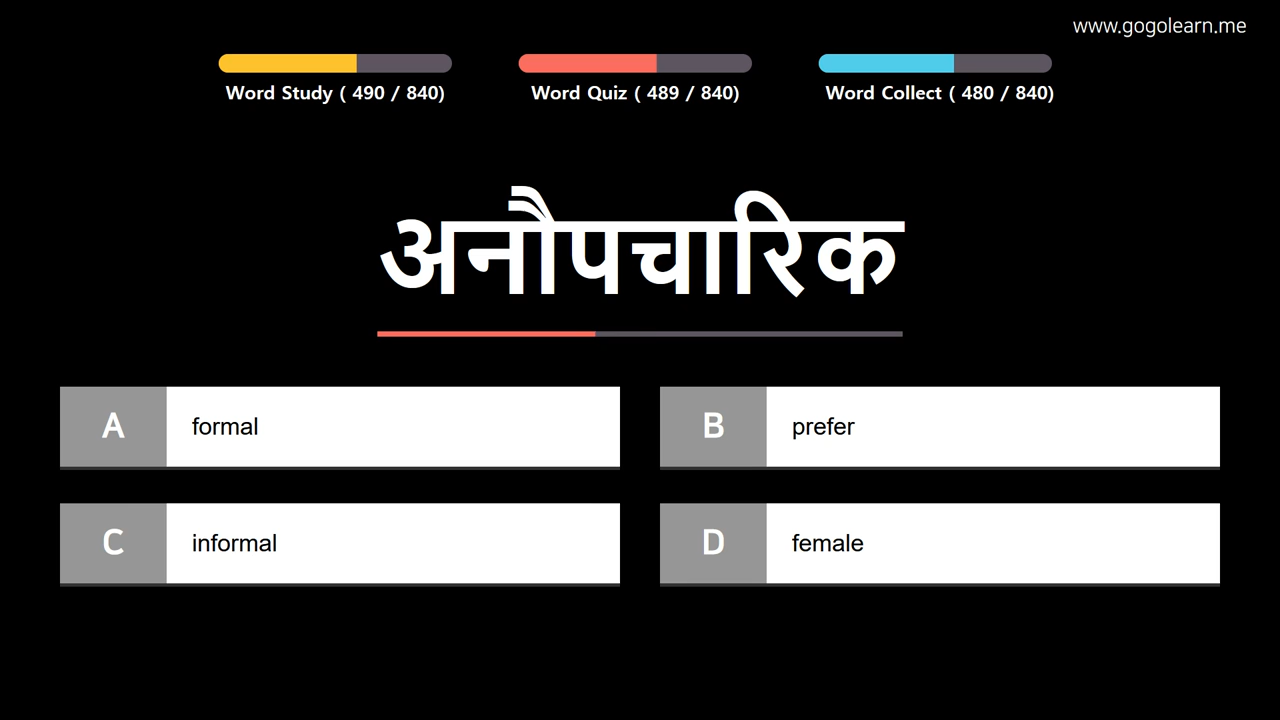 www.gogolearn.me
Word Study ( 490 / 840)
Word Quiz ( 489 / 840)
Word Collect ( 480 / 840)
अनौपचारिक
A formal
B prefer
C informal
D female